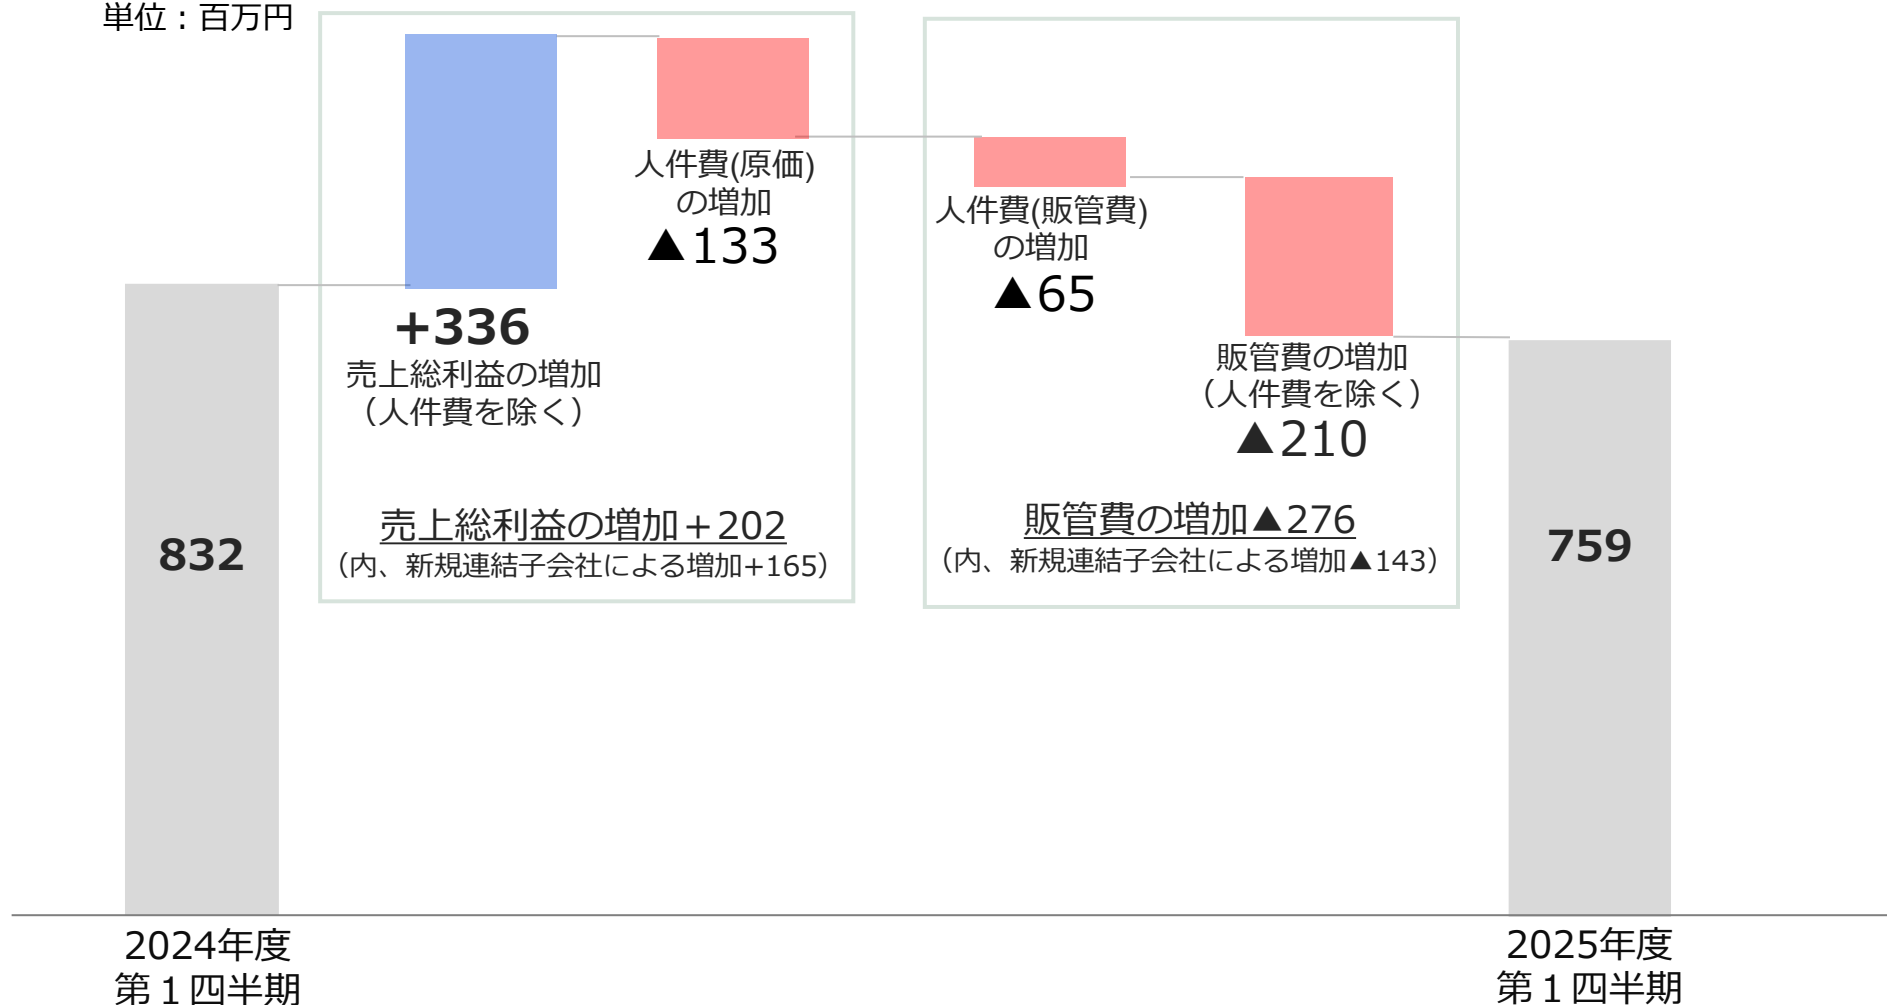 単位：百万円
832
+336
売上総利益の増加
（人件費を除く）
人件費(原価)
の増加
▲133
売上総利益の増加＋202
（内、新規連結子会社による増加+165）
人件費(販管費)
の増加
▲65
販管費の増加
（人件費を除く）
▲210
販管費の増加▲276
（内、新規連結子会社による増加▲143）
759
2024年度
第１四半期
2025年度
第１四半期